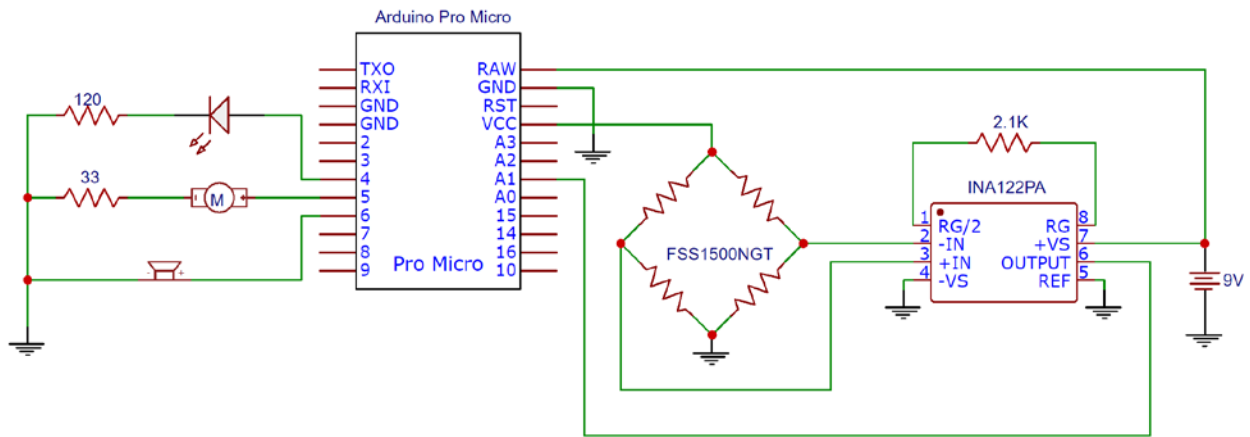 Arduino Pro Micro
TXO RAW
RXI GND
GND RST
GND VCC
2 A3
3 A2
4 A1
5 A0
6 15
7 14
8 16
9 Pro Micro 10
120
33
M
- +
- +
FSS1500NGT
2.1K
INA122PA
1 RG/2 RG 8
2 -IN +VS 7
3 +IN OUTPUT 6
4 -VS REF 5
9V